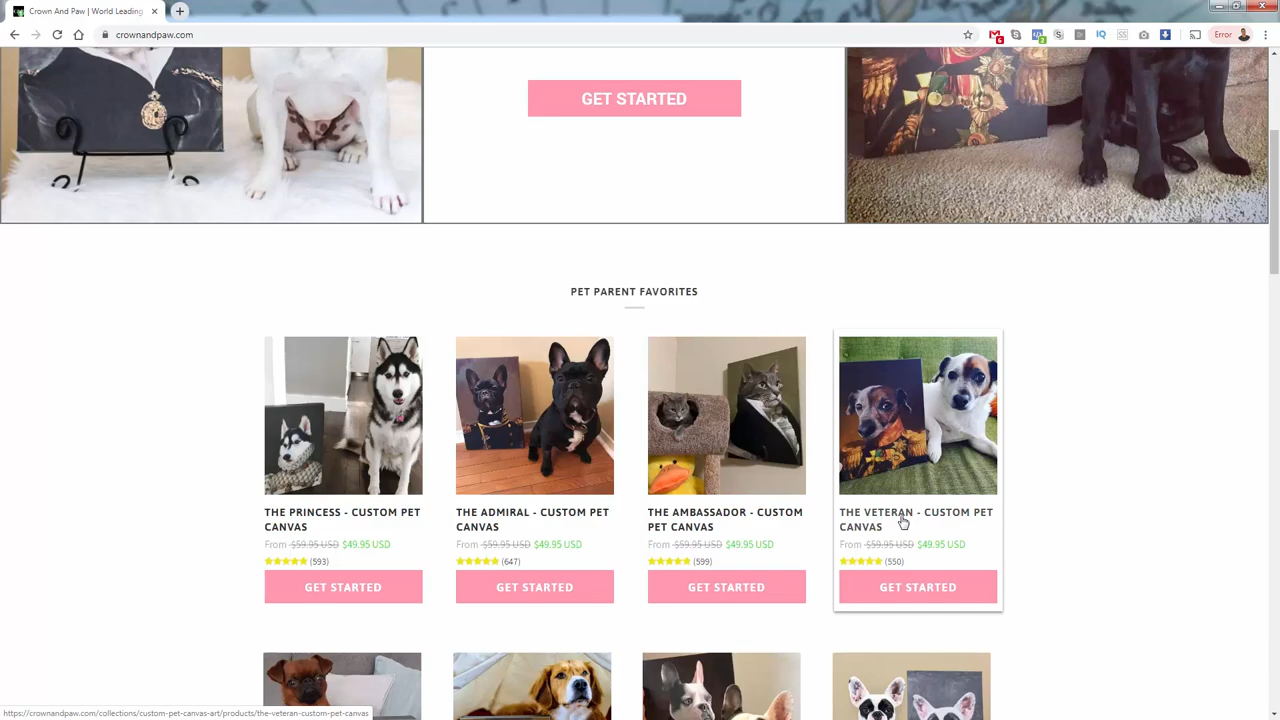 Crown And Paw | World Leading
crownandpaw.com
6
2
IQ
SS
Error
GET STARTED
PET PARENT FAVORITES
THE PRINCESS - CUSTOM PET
CANVAS
From $59.95 USD $49.95 USD
(593)
GET STARTED
THE ADMIRAL - CUSTOM PET
CANVAS
From $59.95 USD $49.95 USD
(647)
GET STARTED
THE AMBASSADOR - CUSTOM
PET CANVAS
From $59.95 USD $49.95 USD
(599)
GET STARTED
THE VETERAN - CUSTOM PET
CANVAS
From $59.95 USD $49.95 USD
(550)
GET STARTED
https://crownandpaw.com/collections/custom-pet-canvas-art/products/the-veteran-custom-pet-canvas